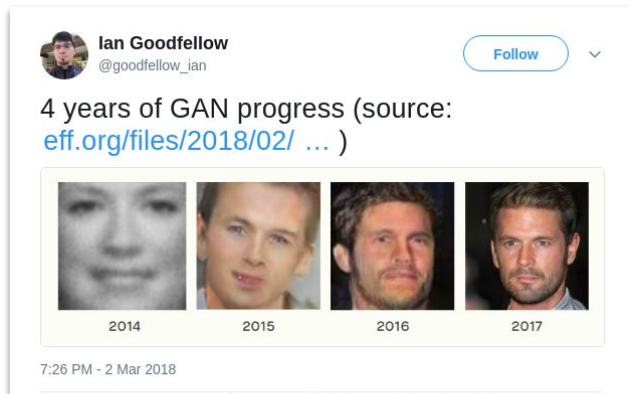 Ian Goodfellow
@goodfellow_ian
Follow
4 years of GAN progress (source:
eff.org/files/2018/02/ … )
2014 2015 2016 2017
7:26 PM - 2 Mar 2018